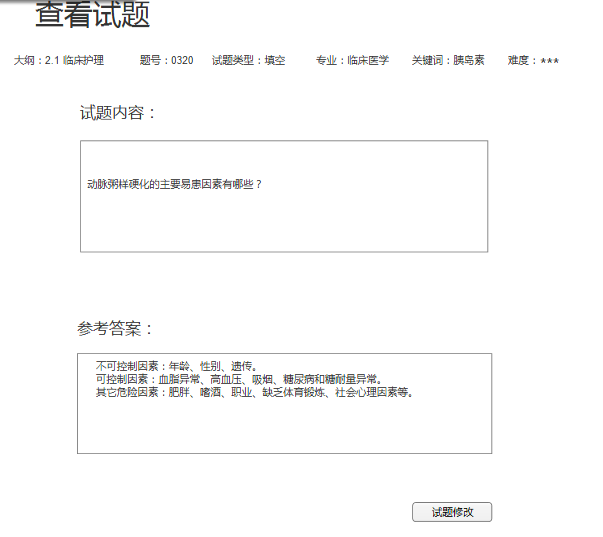 查看试题
大纲：2.1 临床护理 题号：0320 试题类型：填空 专业：临床医学 关键词：胰岛素 难度：***
试题内容：
动脉粥样硬化的主要易患因素有哪些？
参考答案：
不可控制因素：年龄、性别、遗传。
可控制因素：血脂异常、高血压、吸烟、糖尿病和糖耐量异常。
其它危险因素：肥胖、嗜酒、职业、缺乏体育锻炼、社会心理因素等。
试题修改